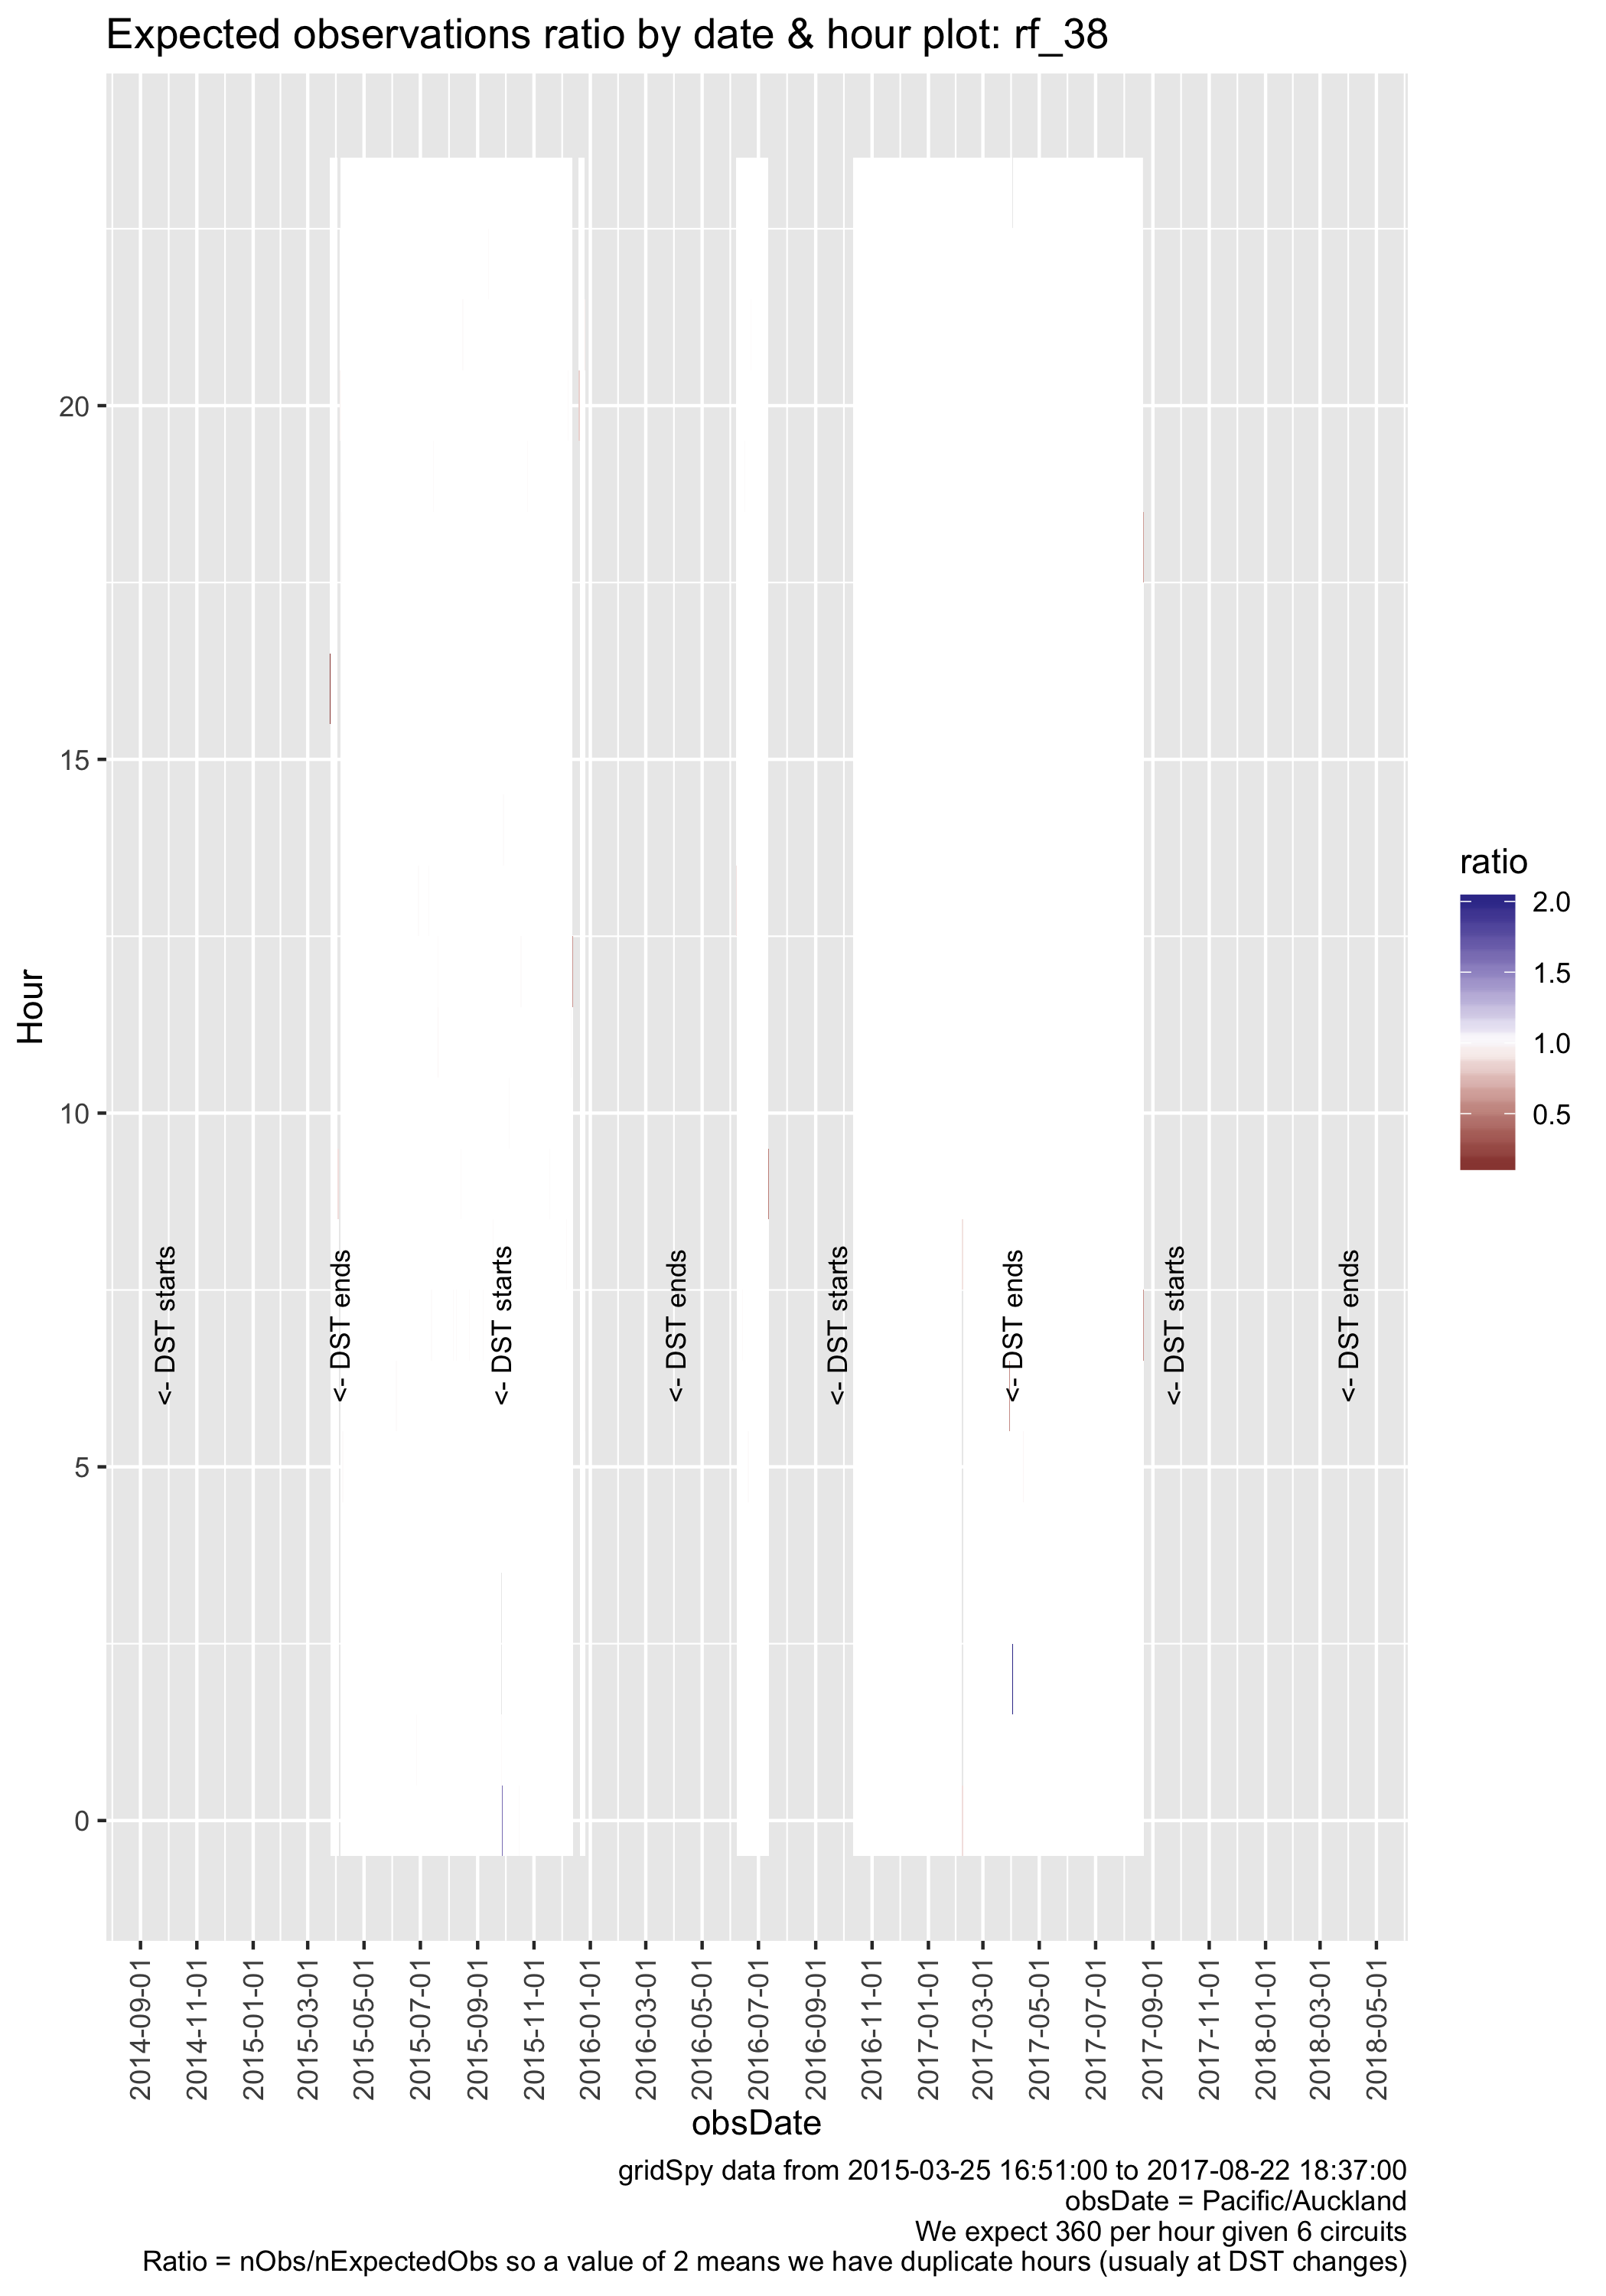 Expected observations ratio by date & hour plot: rf_38
20
15
10
5
0
Hour
<- DST starts
<- DST ends
<- DST starts
<- DST ends
<- DST starts
<- DST ends
<- DST starts
<- DST ends
ratio
2.0
1.5
1.0
0.5
2014-09-01
2014-11-01
2015-01-01
2015-03-01
2015-05-01
2015-07-01
2015-09-01
2015-11-01
2016-01-01
2016-03-01
2016-05-01
2016-07-01
2016-09-01
2016-11-01
2017-01-01
2017-03-01
2017-05-01
2017-07-01
2017-09-01
2017-11-01
2018-01-01
2018-03-01
2018-05-01
obsDate
gridSpy data from 2015-03-25 16:51:00 to 2017-08-22 18:37:00
obsDate = Pacific/Auckland
We expect 360 per hour given 6 circuits
Ratio = nObs/nExpectedObs so a value of 2 means we have duplicate hours (usualy at DST changes)